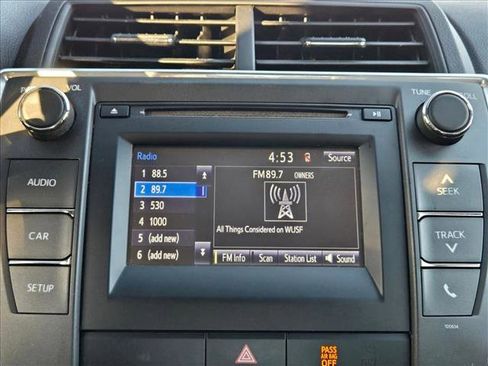 POWER VOL
TUNE SCROLL
Radio 4:53 Source
1 88.5
2 89.7
3 530
4 1000
5 (add new)
6 (add new)
FM 89.7 OWNERS
All Things Considered on WUSF
FM Info Scan Station List Sound
AUDIO
CAR
SETUP
SEEK
TRACK
100634
PASS
AIR BAG
OFF